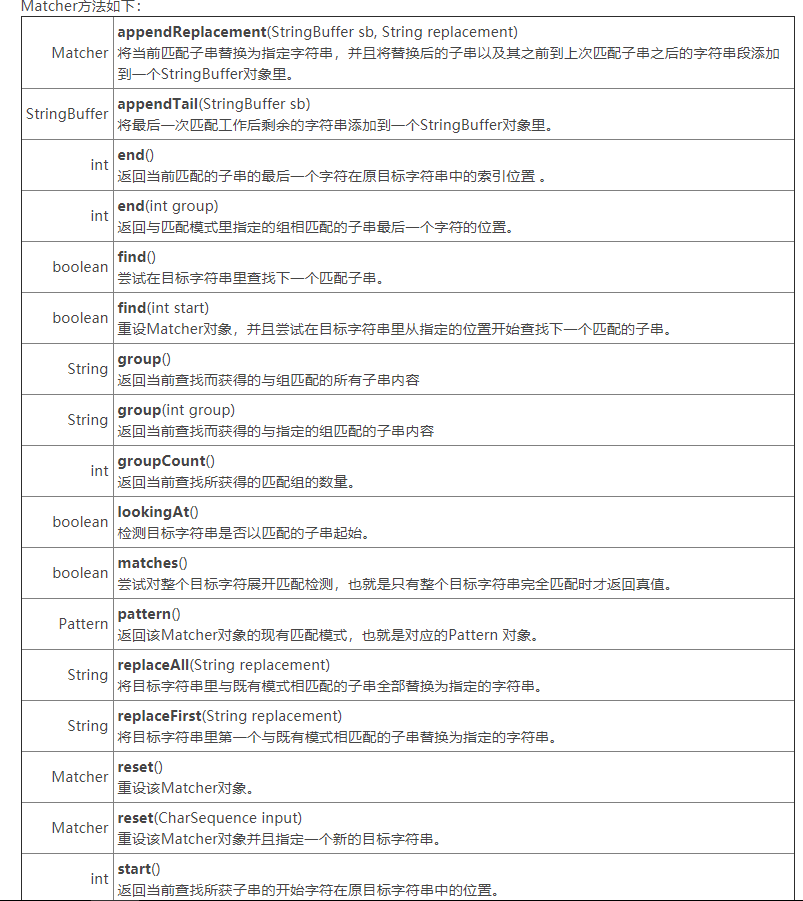 Matcher方法如下：
Matcher
appendReplacement(StringBuffer sb, String replacement)
将当前匹配子串替换为指定字符串，并且将替换后的子串以及其之前到上次匹配子串之后的字符串段添加
到一个StringBuffer对象里。
StringBuffer
appendTail(StringBuffer sb)
将最后一次匹配工作后剩余的字符串添加到一个StringBuffer对象里。
int
end()
返回当前匹配的子串的最后一个字符在原目标字符串中的索引位置 。
int
end(int group)
返回与匹配模式里指定的组相匹配的子串最后一个字符的位置。
boolean
find()
尝试在目标字符串里查找下一个匹配子串。
boolean
find(int start)
重设Matcher对象，并且尝试在目标字符串里从指定的位置开始查找下一个匹配的子串。
String
group()
返回当前查找而获得的与组匹配的所有子串内容
String
group(int group)
返回当前查找而获得的与指定的组匹配的子串内容
int
groupCount()
返回当前查找所获得的匹配组的数量。
boolean
lookingAt()
检测目标字符串是否以匹配的子串起始。
boolean
matches()
尝试对整个目标字符展开匹配检测，也就是只有整个目标字符串完全匹配时才返回真值。
Pattern
pattern()
返回该Matcher对象的现有匹配模式，也就是对应的Pattern 对象。
String
replaceAll(String replacement)
将目标字符串里与既有模式相匹配的子串全部替换为指定的字符串。
String
replaceFirst(String replacement)
将目标字符串里第一个与既有模式相匹配的子串替换为指定的字符串。
Matcher
reset()
重设该Matcher对象。
Matcher
reset(CharSequence input)
重设该Matcher对象并且指定一个新的目标字符串。
int
start()
返回当前查找所获子串的开始字符在原目标字符串中的位置。